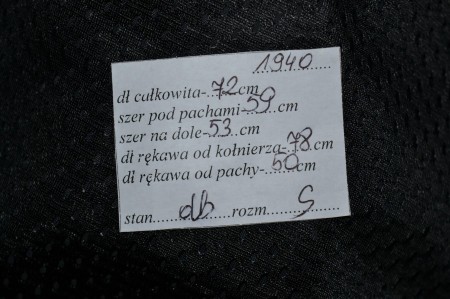 1940
dł całkowita-72cm
szer pod pachami-59cm
szer na dole-53cm
dł rękawa od kołnierza-78cm
dł rękawa od pachy-50cm
stan db rozm. S